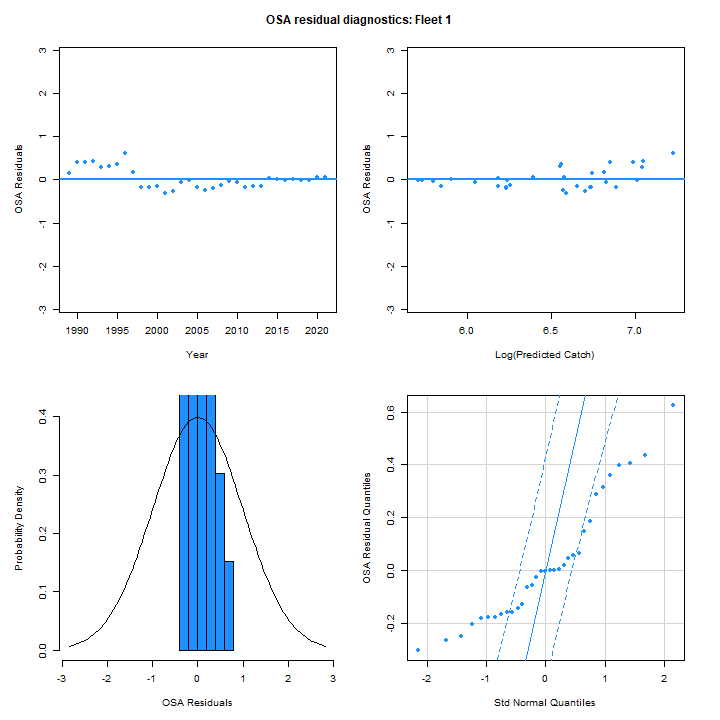 OSA residual diagnostics: Fleet 1
OSA Residuals
3
2
1
0
-1
-2
-3
1990 1995 2000 2005 2010 2015 2020
Year
OSA Residuals
3
2
1
0
-1
-2
-3
6.0 6.5 7.0
Log(Predicted Catch)
Probability Density
0.4
0.3
0.2
0.1
0.0
-3 -2 -1 0 1 2 3
OSA Residuals
OSA Residual Quantiles
0.6
0.4
0.2
0.0
-0.2
-2 -1 0 1 2
Std Normal Quantiles